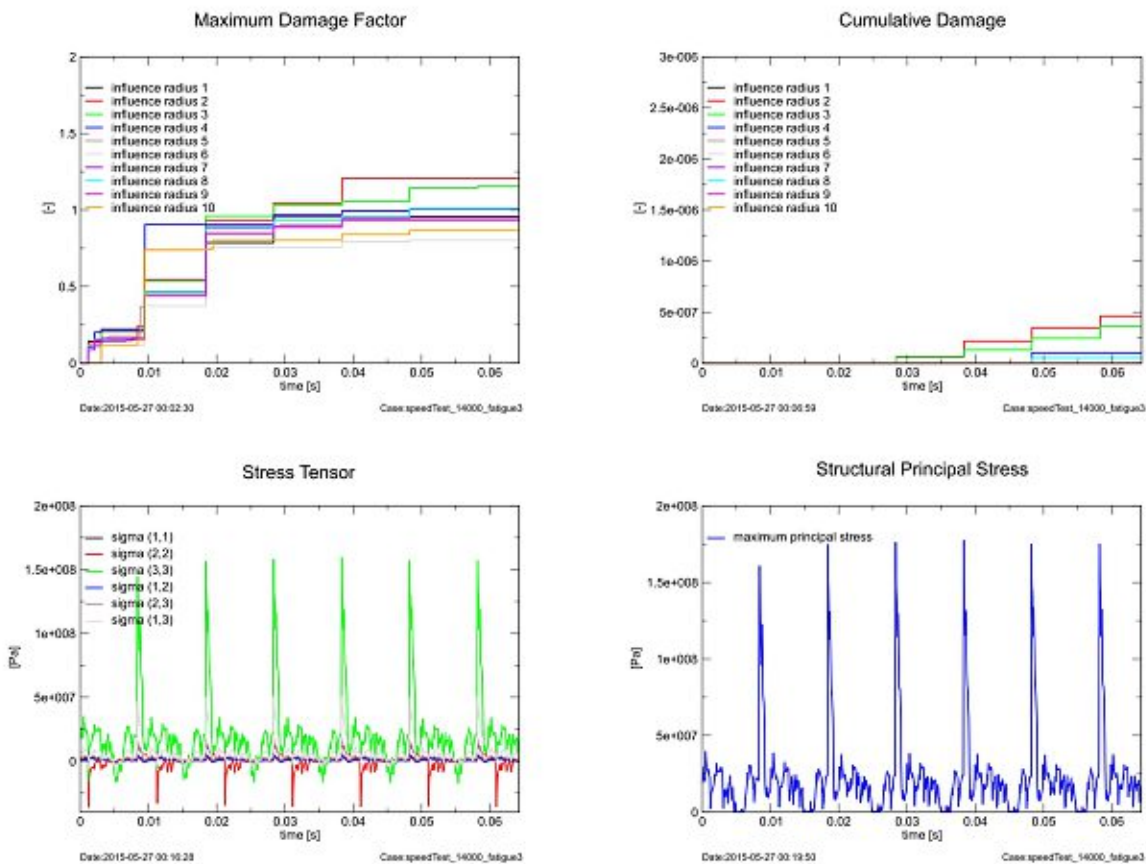 Maximum Damage Factor
2
1.5
1
0.5
0
[-]
influence radius 1
influence radius 2
influence radius 3
influence radius 4
influence radius 5
influence radius 6
influence radius 7
influence radius 8
influence radius 9
influence radius 10
0 0.01 0.02 0.03 0.04 0.05 0.06
time [s]
Date:2015-05-27 00:02:30 Case:speedTest_14000_fatigue3
Cumulative Damage
3e-006
2.5e-006
2e-006
1.5e-006
1e-006
5e-007
0
[-]
influence radius 1
influence radius 2
influence radius 3
influence radius 4
influence radius 5
influence radius 6
influence radius 7
influence radius 8
influence radius 9
influence radius 10
0 0.01 0.02 0.03 0.04 0.05 0.06
time [s]
Date:2015-05-27 00:06:59 Case:speedTest_14000_fatigue3
Stress Tensor
2e+008
1.5e+008
1e+008
5e+007
0
[Pa]
sigma (1,1)
sigma (2,2)
sigma (3,3)
sigma (1,2)
sigma (2,3)
sigma (1,3)
0 0.01 0.02 0.03 0.04 0.05 0.06
time [s]
Date:2015-05-27 00:16:28 Case:speedTest_14000_fatigue3
Structural Principal Stress
2e+008
1.5e+008
1e+008
5e+007
0
[Pa]
maximum principal stress
0 0.01 0.02 0.03 0.04 0.05 0.06
time [s]
Date:2015-05-27 00:19:50 Case:speedTest_14000_fatigue3